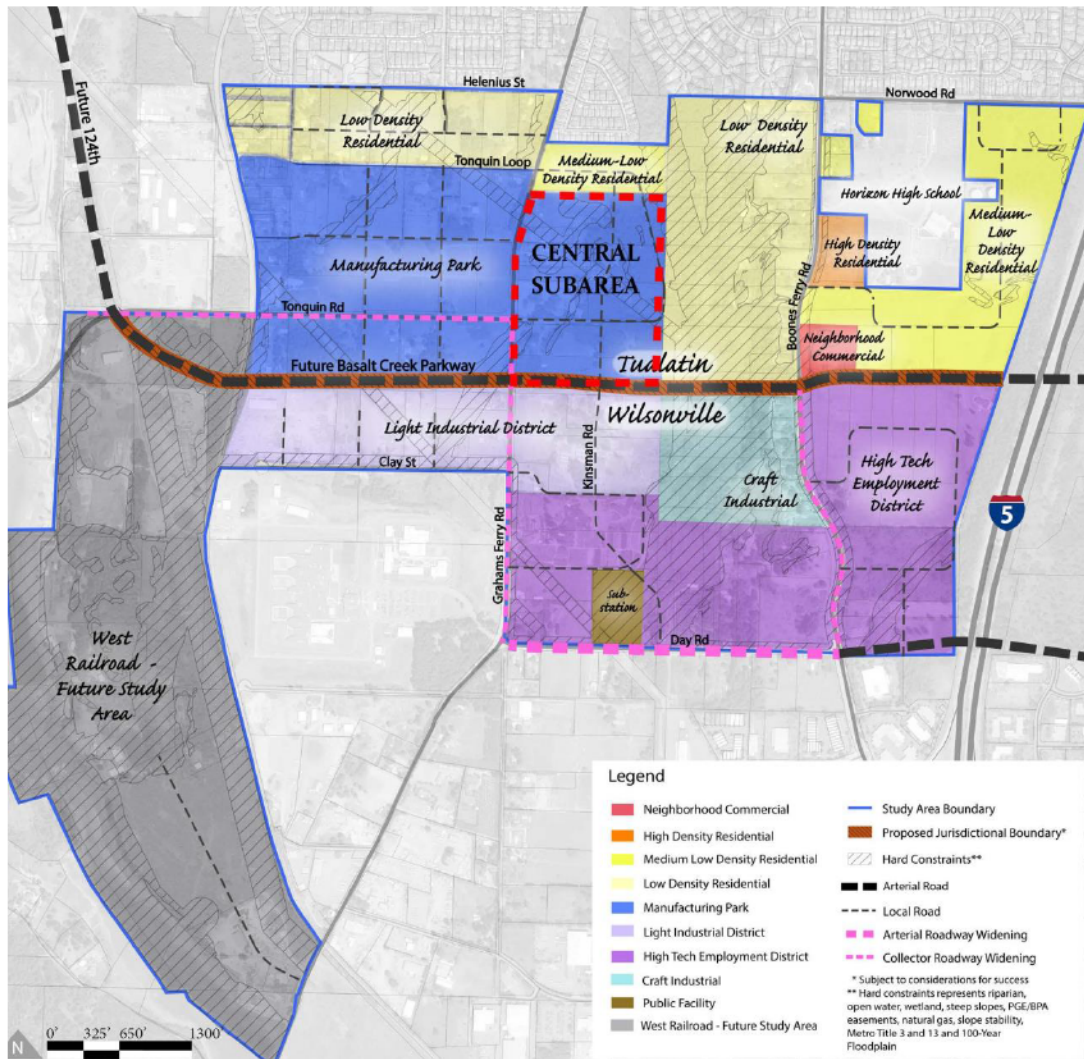 Helenius St
Norwood Rd
Future 124th
Low Density
Residential
Tonquin Loop
Medium-Low
Density Residential
Low Density
Residential
Horizon High School
Medium-
Low
Density
Residential
High Density
Residential
Manufacturing Park
CENTRAL
SUBAREA
Boones Ferry Rd
Tonquin Rd
Neighborhood
Commercial
Future Basalt Creek Parkway
Tualatin
Wilsonville
Light Industrial District
Clay St
Kinsman Rd
Craft
Industrial
High Tech
Employment
District
5
Grahams Ferry Rd
Sub-
station
Day Rd
West
Railroad -
Future Study
Area
Legend
Neighborhood Commercial
High Density Residential
Medium Low Density Residential
Low Density Residential
Manufacturing Park
Light Industrial District
High Tech Employment District
Craft Industrial
Public Facility
West Railroad - Future Study Area
Study Area Boundary
Proposed Jurisdictional Boundary*
Hard Constraints**
Arterial Road
Local Road
Arterial Roadway Widening
Collector Roadway Widening
* Subject to considerations for success
** Hard constraints represents riparian,
open water, wetland, steep slopes, PGE/BPA
easements, natural gas, slope stability,
Metro Title 3 and 13 and 100-Year
Floodplain
N
0' 325' 650' 1300'